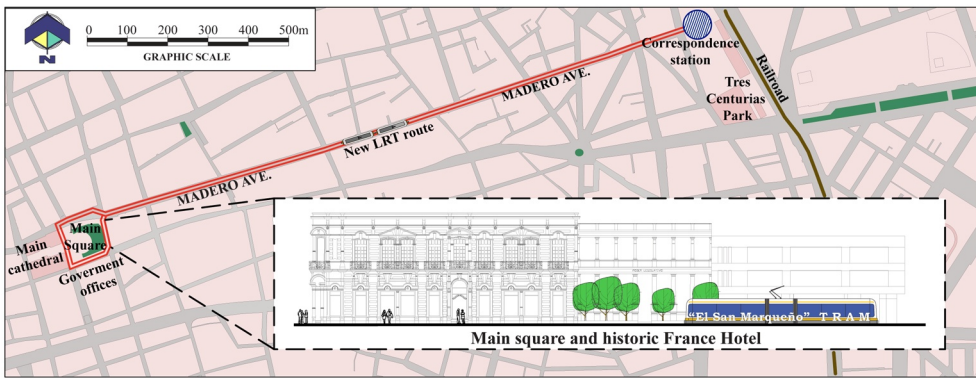 0 100 200 300 400 500m
GRAPHIC SCALE
N
Correspondence
station
Tres
Centurias
Park
Railroad
MADERO AVE.
New LRT route
MADERO AVE.
Main
Square
Main
cathedral
Goverment
offices
"El San Marqueño" T R A M
Main square and historic France Hotel